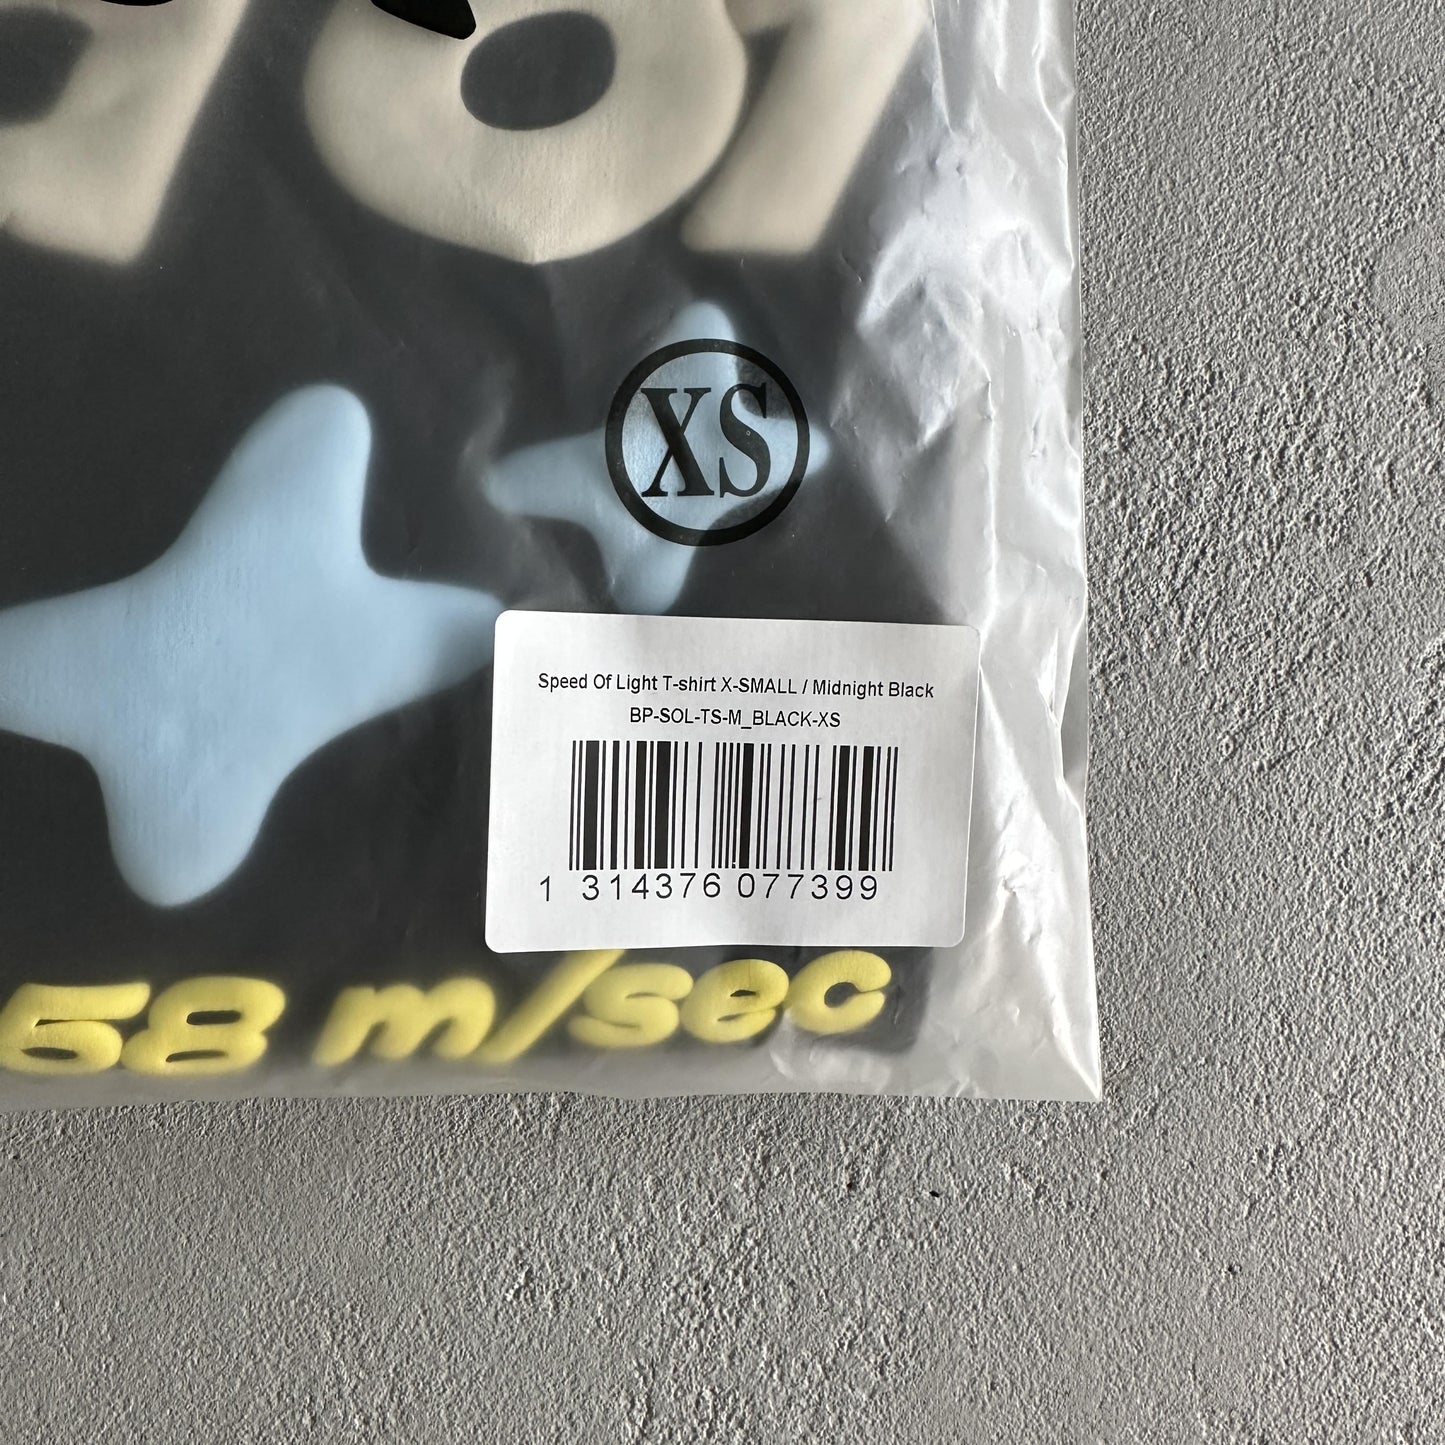 XS
Speed Of Light T-shirt X-SMALL / Midnight Black
BP-SOL-TS-M_BLACK-XS
1 314376 077399
58 m/sec